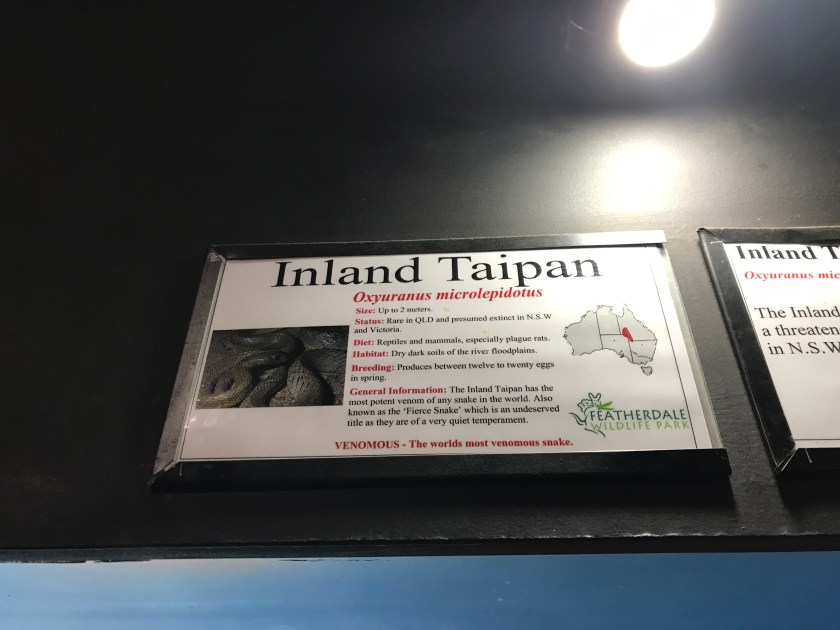 Inland Taipan
Oxyuranus microlepidotus
Size: Up to 2 meters.
Status: Rare in QLD and presumed extinct in N.S.W
and Victoria.
Diet: Reptiles and mammals, especially plague rats.
Habitat: Dry dark soils of the river floodplains.
Breeding: Produces between twelve to twenty eggs
in spring.
General Information: The Inland Taipan has the
most potent venom of any snake in the world. Also
known as the 'Fierce Snake' which is an undeserved
title as they are of a very quiet temperament.
VENOMOUS - The worlds most venomous snake.
FEATHERDALE
WILDLIFE PARK
Inland T
Oxyuranus mic
The Inland
a threaten
in N.S.W